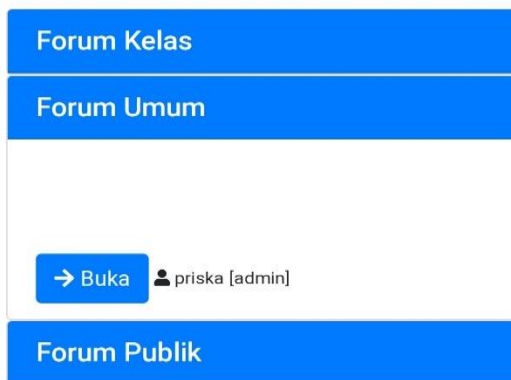 Forum Kelas
Forum Umum
Buka priska [admin]
Forum Publik